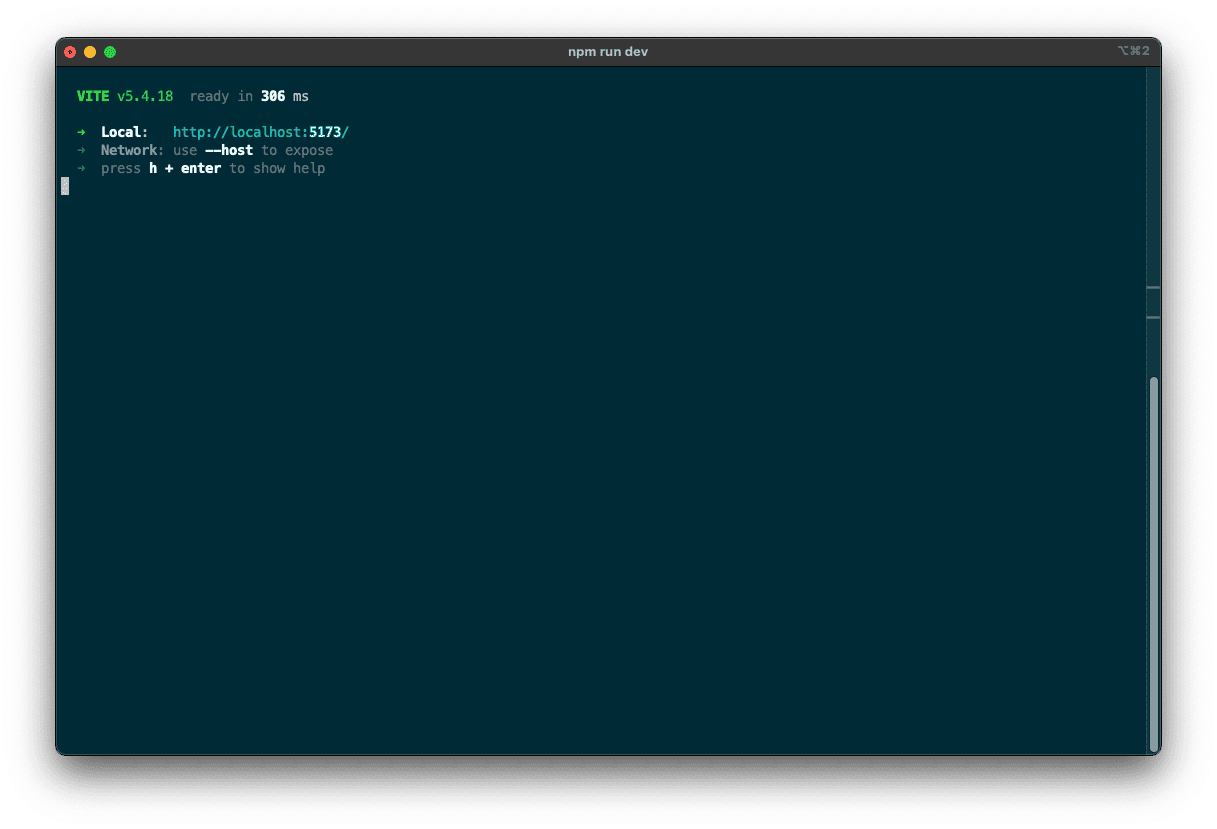 npm run dev
⌥⌘2
VITE v5.4.18  ready in 306 ms
➜  Local:   http://localhost:5173/
➜  Network: use --host to expose
➜  press h + enter to show help